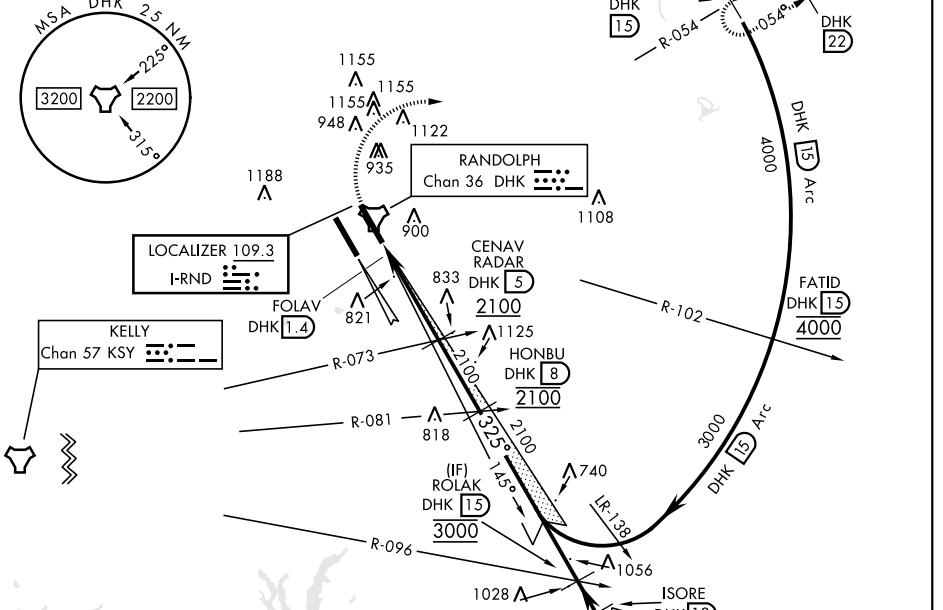 MSA DHK 25 NM
225°
3200
2200
315°
DHK
15
R-054
054°
DHK
22
1155
1155
1155
948
1122
935
RANDOLPH
Chan 36 DHK
1188
900
1108
DHK 15 Arc
4000
LOCALIZER 109.3
I-RND
CENAV
RADAR
DHK 5
2100
833
FOLAV
DHK 1.4
821
1125
R-102
FATID
DHK 15
4000
KELLY
Chan 57 KSY
R-073
2100
HONBU
DHK 8
2100
R-081
818
325°
2100
145°
3000
DHK 15 Arc
(IF)
ROLAK
DHK 15
3000
740
LR-138
R-096
1056
1028
ISORE